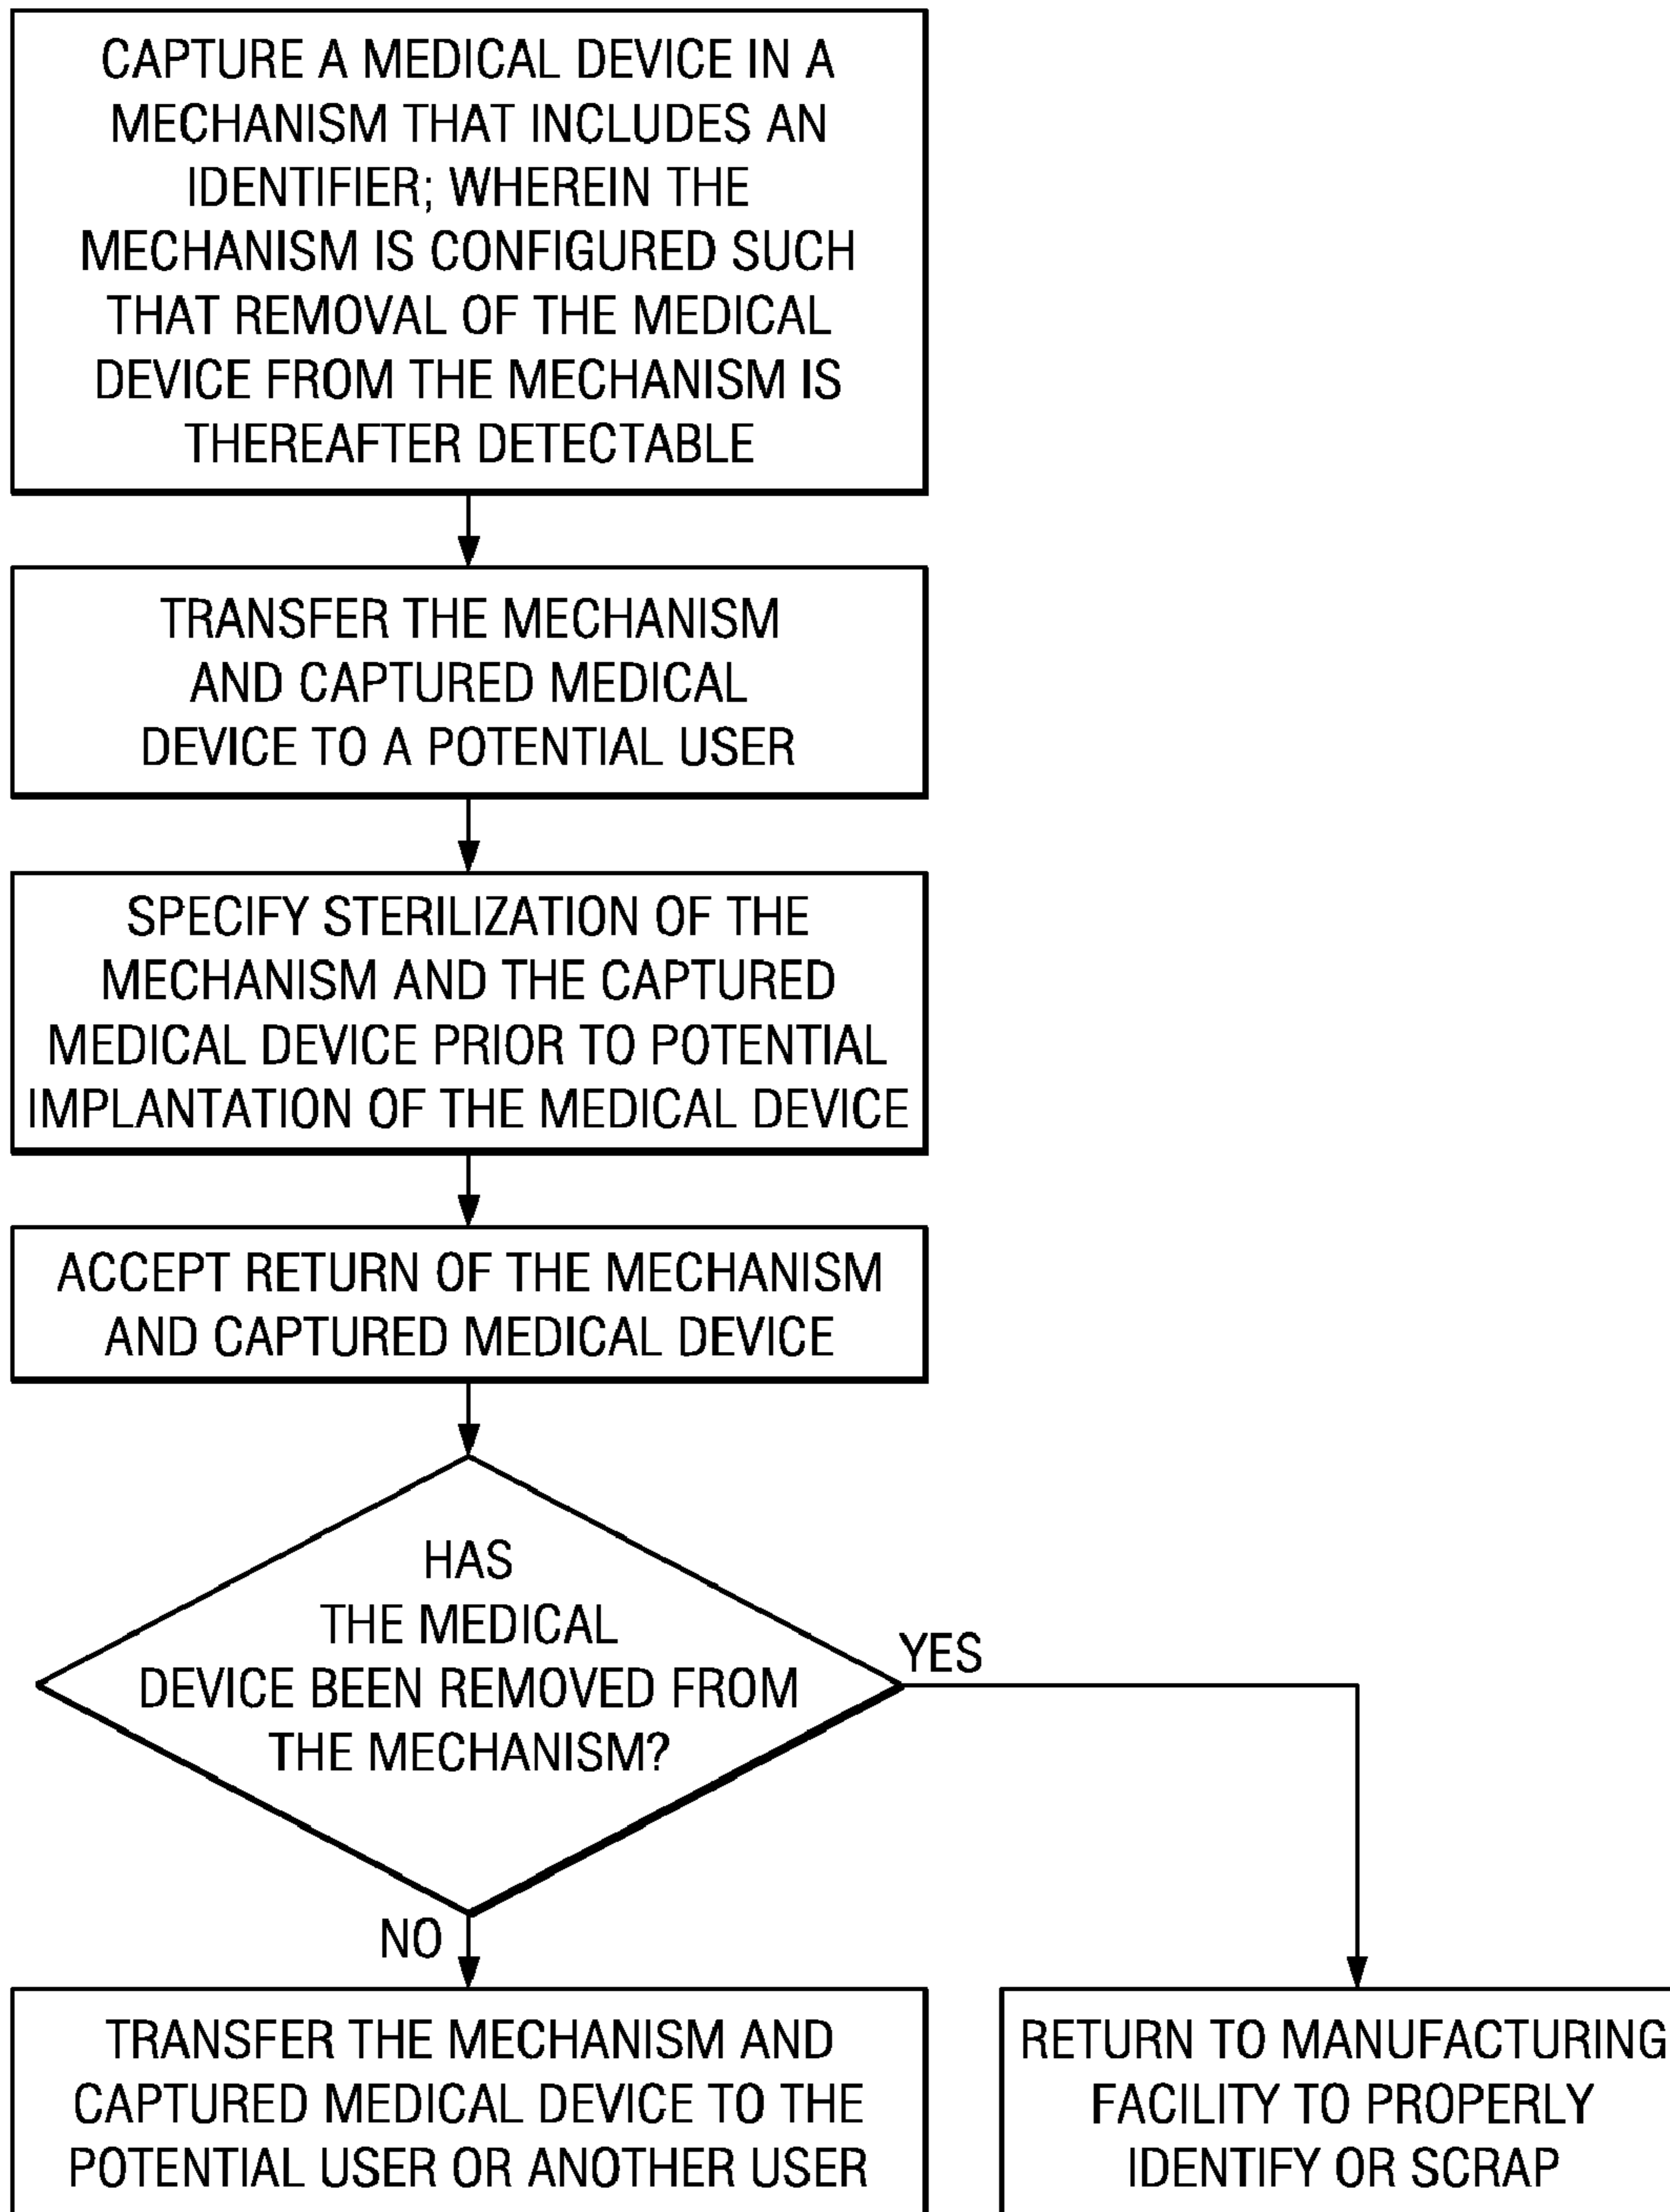 CAPTURE A MEDICAL DEVICE IN A
MECHANISM THAT INCLUDES AN
IDENTIFIER; WHEREIN THE
MECHANISM IS CONFIGURED SUCH
THAT REMOVAL OF THE MEDICAL
DEVICE FROM THE MECHANISM IS
THEREAFTER DETECTABLE
TRANSFER THE MECHANISM
AND CAPTURED MEDICAL
DEVICE TO A POTENTIAL USER
SPECIFY STERILIZATION OF THE
MECHANISM AND THE CAPTURED
MEDICAL DEVICE PRIOR TO POTENTIAL
IMPLANTATION OF THE MEDICAL DEVICE
ACCEPT RETURN OF THE MECHANISM
AND CAPTURED MEDICAL DEVICE
HAS
THE MEDICAL
DEVICE BEEN REMOVED FROM
THE MECHANISM?
YES
NO
TRANSFER THE MECHANISM AND
CAPTURED MEDICAL DEVICE TO THE
POTENTIAL USER OR ANOTHER USER
RETURN TO MANUFACTURING
FACILITY TO PROPERLY
IDENTIFY OR SCRAP